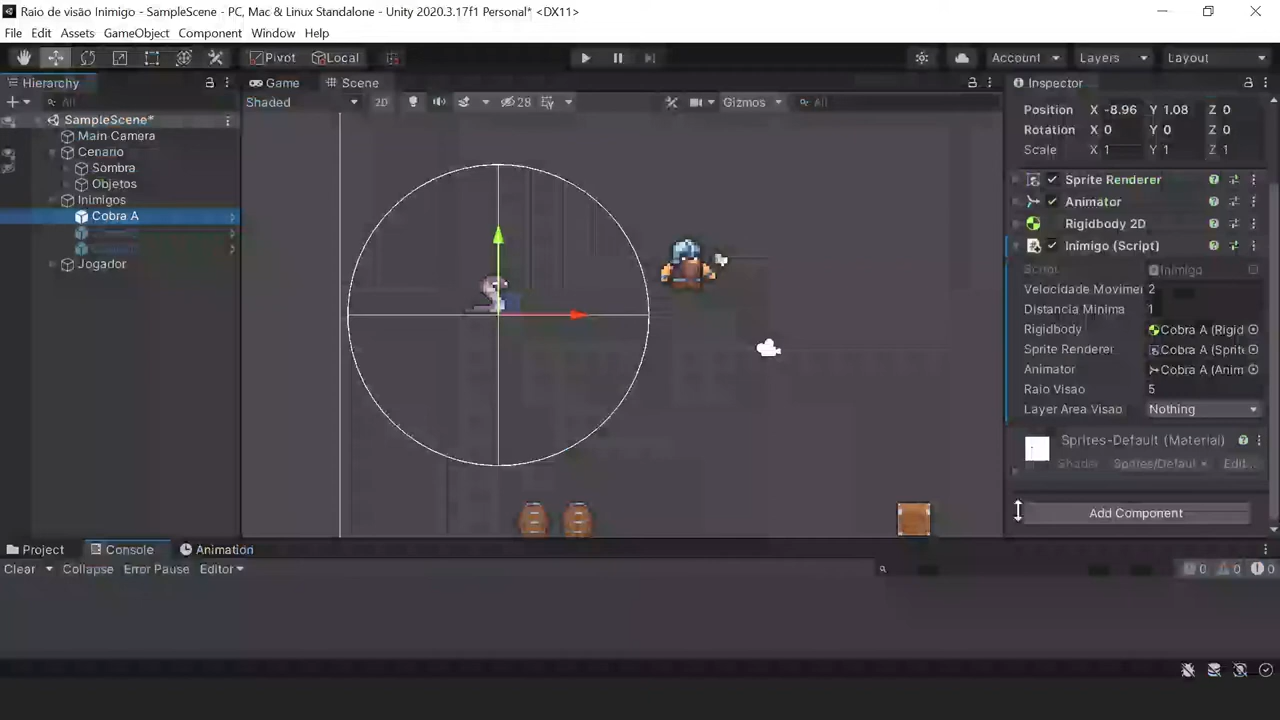 Raio de visão Inimigo - SampleScene - PC, Mac & Linux Standalone - Unity 2020.3.17f1 Personal* <DX11>
File Edit Assets GameObject Component Window Help
Pivot Local Account Layers Layout
Hierarchy Game Scene Inspector
All Shaded 2D 28 Gizmos All
SampleScene*
Main Camera
Cenario
Sombra
Objetos
Inimigos
Cobra A
Jogador
Position X -8.96 Y 1.08 Z 0
Rotation X 0 Y 0 Z 0
Scale X 1 Y 1 Z 1
Sprite Renderer
Animator
Rigidbody 2D
Inimigo (Script)
Script Inimigo
Velocidade Movimei 2
Distancia Minima 1
Rigidbody Cobra A (Rigid
Sprite Renderer Cobra A (Sprite
Animator Cobra A (Anim
Raio Visao 5
Layer Area Visao Nothing
Sprites-Default (Material)
Shader Sprites/Defaul Edit...
Add Component
Project Console Animation
Clear Collapse Error Pause Editor 0 0 0